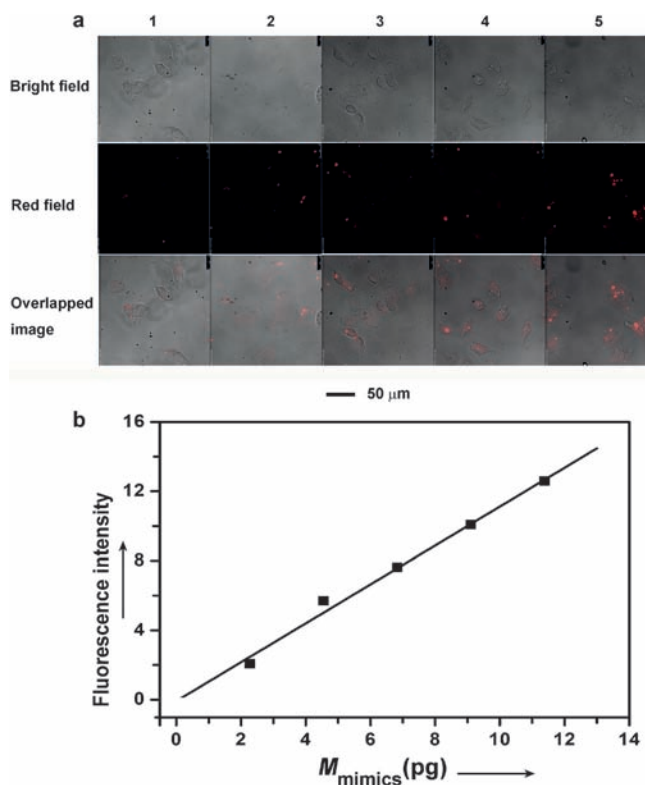 a 1 2 3 4 5
Bright field
Red field
Overlapped
image
50 μm
b
16
12
8
4
0
Fluorescence intensity
0 2 4 6 8 10 12 14
Mmimics(pg)